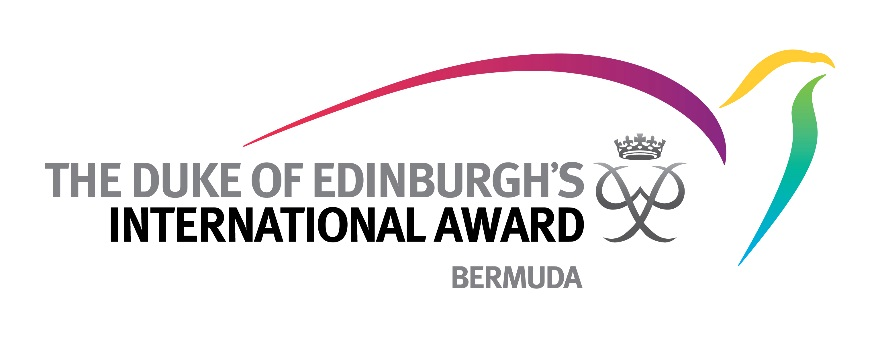 THE DUKE OF EDINBURGH'S
INTERNATIONAL AWARD
BERMUDA